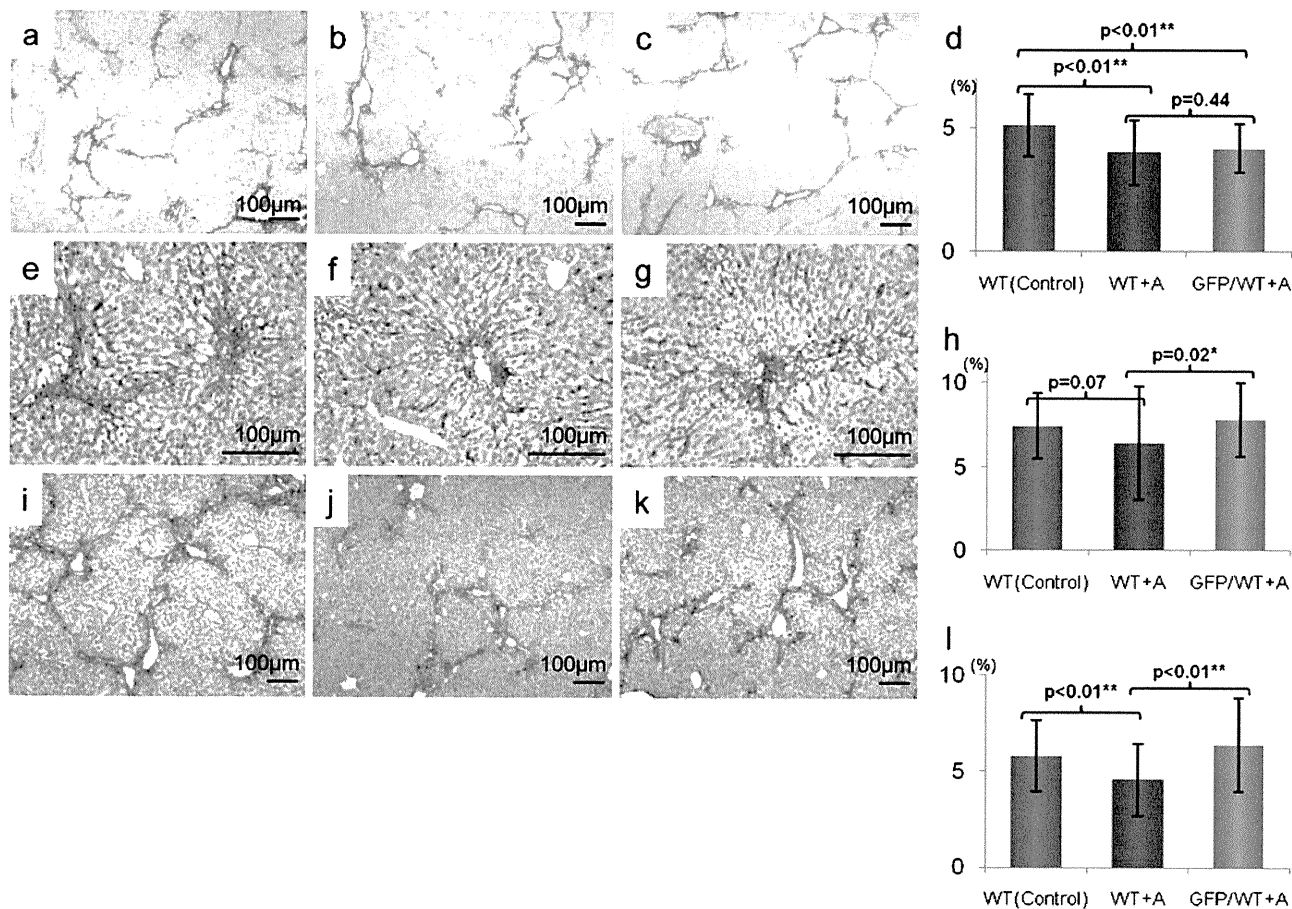 a
100µm
b
100µm
c
100µm
d
p<0.01**
p<0.01**
(%)
p=0.44
5
0
WT(Control) WT+A GFP/WT+A
e
100µm
f
100µm
g
100µm
h
(%)
p=0.02*
10
p=0.07
5
0
WT(Control) WT+A GFP/WT+A
i
100µm
j
100µm
k
100µm
l
10 (%)
p<0.01** p<0.01**
5
0
WT(Control) WT+A GFP/WT+A